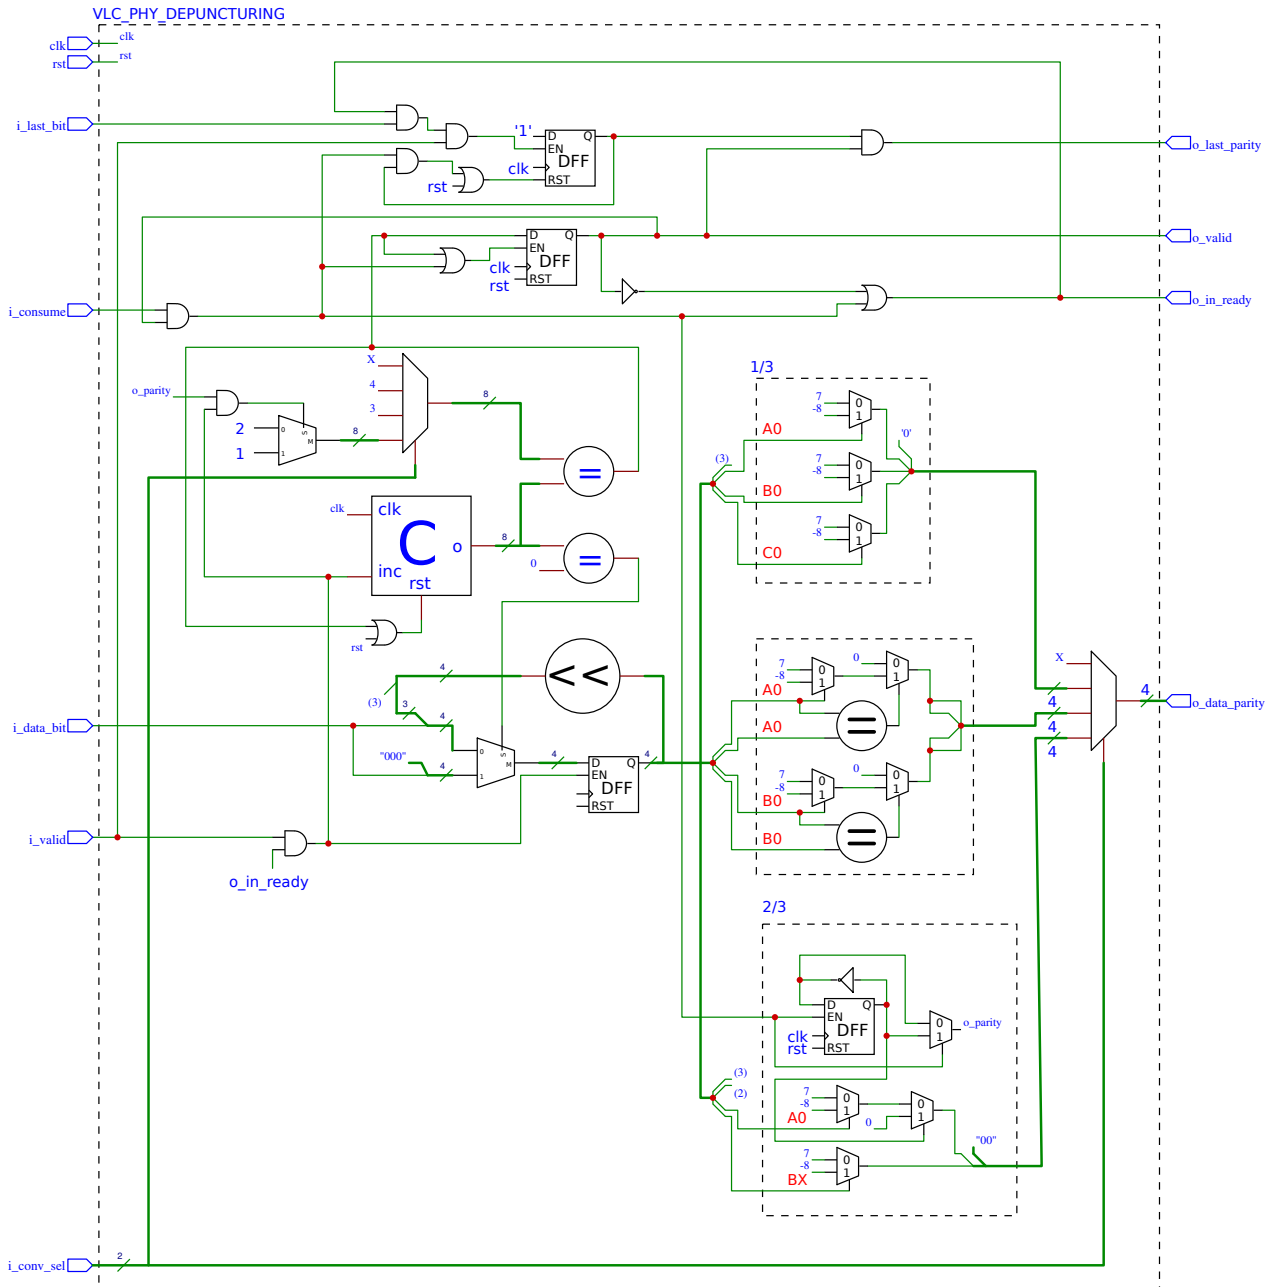 VLC_PHY_DEPUNCTURING
clk
clk
rst
rst
i_last_bit
'1'
D
Q
EN
DFF
clk
RST
rst
o_last_parity
D
Q
EN
DFF
clk
RST
rst
o_valid
o_in_ready
i_consume
X
4
3
8
8
o_parity
2
0
S
M
1
1
=
clk
clk
C
o
8
inc
rst
0
=
rst
1/3
7
-8
0
1
A0
'0'
(3)
7
-8
0
1
B0
7
-8
0
1
C0
<<
4
(3)
3
4
i_data_bit
"000"
4
0
S
M
1
4
D
Q
EN
DFF
RST
4
i_valid
o_in_ready
7
-8
0
1
0
0
1
A0
A0
=
7
-8
0
1
0
0
1
B0
B0
=
X
4
4
4
4
o_data_parity
2/3
D
Q
EN
DFF
clk
RST
rst
0
1
o_parity
(3)
(2)
7
-8
0
1
A0
0
0
1
"00"
7
-8
0
1
BX
i_conv_sel
2